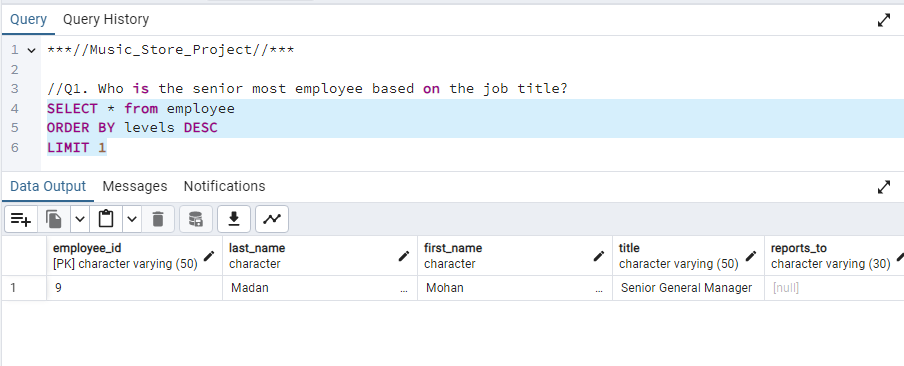 Query Query History
1 ***//Music_Store_Project//***
2
3 //Q1. Who is the senior most employee based on the job title?
4 SELECT * from employee
5 ORDER BY levels DESC
6 LIMIT 1
Data Output Messages Notifications
employee_id last_name first_name title reports_to
[PK] character varying (50) character character character varying (50) character varying (30)
1 9 Madan ... Mohan ... Senior General Manager [null]